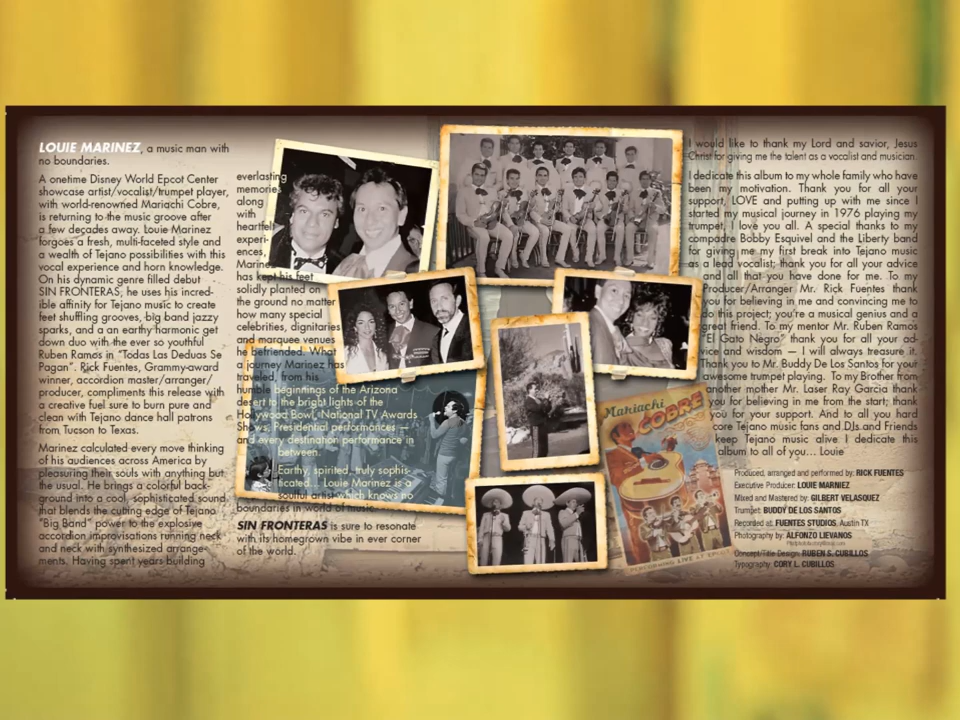 LOUIE MARINEZ, a music man with
no boundaries.
A onetime Disney World Epcot Center
showcase artist/vocalist/trumpet player,
with world-renowned Mariachi Cobre,
is returning to the music groove after
a few decades away. Louie Marinez
forgoes a fresh, multi-faceted style and
a wealth of Tejano possibilities with this
vocal experience and horn knowledge.
On his dynamic genre filled debut
SIN FRONTERAS; he uses his incred-
ible affinity for Tejano music to create
feet shuffling grooves, big band jazzy
sparks, and a an earthy harmonic get
down duo with the ever so youthful
Ruben Ramos in "Todas Las Deduas Se
Pagan". Rick Fuentes, Grammy-award
winner, accordion master/arranger/
producer, compliments this release with
a creative fuel sure to burn pure and
clean with Tejano dance hall patrons
from Tucson to Texas.
Marinez calculated every move thinking
of his audiences across America by
pleasuring their souls with anything but
the usual. He brings a colorful back-
ground into a cool, sophisticated sound
that blends the cutting edge of Tejano
"Big Band" power to the explosive
accordion improvisations running neck
and neck with synthesized arrange-
ments. Having spent years building
everlasting
memories
along
with
heartfelt
experi-
ences,
Marinez
has kept his feet
solidly planted on
the ground no matter
how many special
celebrities, dignitaries
and marquee venues
he befriended. What
a journey Marinez has
traveled, from his
humble beginnings of the Arizona
desert to the bright lights of the
Hollywood Bowl, National TV Awards
Shows, Presidential performances —
and every destination performance in
between.
Earthy, spirited, truly sophis-
ticated... Louie Marinez is a
soulful artist which knows no
boundaries in world of music.
SIN FRONTERAS is sure to resonate
with its homegrown vibe in ever corner
of the world.
Mariachi
COBRE
PERFORMING LIVE AT EPCOT
I would like to thank my Lord and savior, Jesus
Christ for giving me the talent as a vocalist and musician.
I dedicate this album to my whole family who have
been my motivation. Thank you for all your
support, LOVE and putting up with me since I
started my musical journey in 1976 playing my
trumpet, I love you all. A special thanks to my
compadre Bobby Esquivel and the Liberty band
for giving me my first break into Tejano music
as a lead vocalist; thank you for all your advice
and all that you have done for me. To my
Producer/Arranger Mr. Rick Fuentes thank
you for believing in me and convincing me to
do this project; you're a musical genius and a
great friend. To my mentor Mr. Ruben Ramos
"El Gato Negro" thank you for all your ad-
vice and wisdom — I will always treasure it.
Thank you to Mr. Buddy De Los Santos for your
awesome trumpet playing. To my Brother from
another mother Mr. Laser Ray Garcia thank
you for believing in me from the start; thank
you for your support. And to all you hard
core Tejano music fans and DJs and Friends
keep Tejano music alive I dedicate this
album to all of you... Louie
Produced, arranged and performed by: RICK FUENTES
Executive Producer: LOUIE MARNIEZ
Mixed and Mastered by: GILBERT VELASQUEZ
Trumpet: BUDDY DE LOS SANTOS
Recorded at: FUENTES STUDIOS, Austin TX
Photography by: ALFONZO LIEVANOS
Concept/Title Design: RUBEN S. CUBILLOS
Typography: CORY L. CUBILLOS